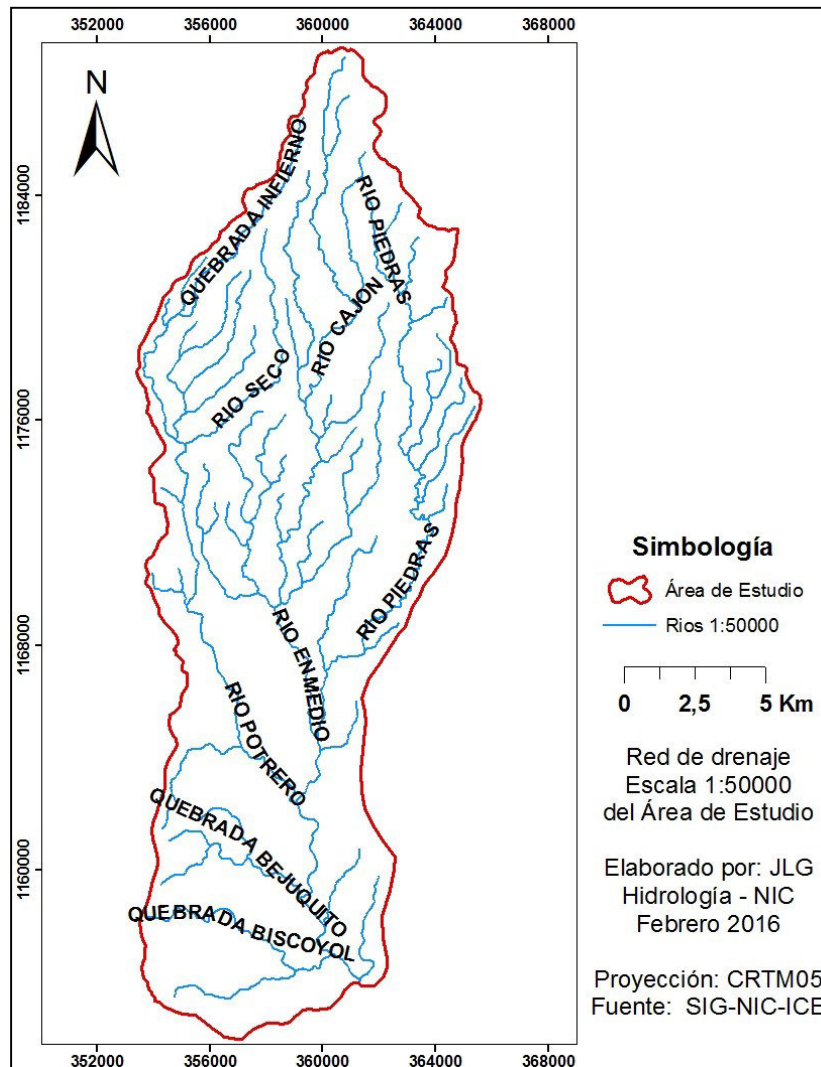 352000 356000 360000 364000 368000
N
1184000
1176000
1168000
1160000
QUEBRADA INFIERNO
RIO PIEDRAS
RIO CAJON
RIO SECO
RIO PIEDRAS
RIO EN MEDIO
RIO POTRERO
QUEBRADA BEJUQUITO
QUEBRADA BISCOYOL
352000 356000 360000 364000 368000
Simbología
Área de Estudio
Rios 1:50000
0 2,5 5 Km
Red de drenaje
Escala 1:50000
del Área de Estudio
Elaborado por: JLG
Hidrología - NIC
Febrero 2016
Proyección: CRTM05
Fuente: SIG-NIC-ICE